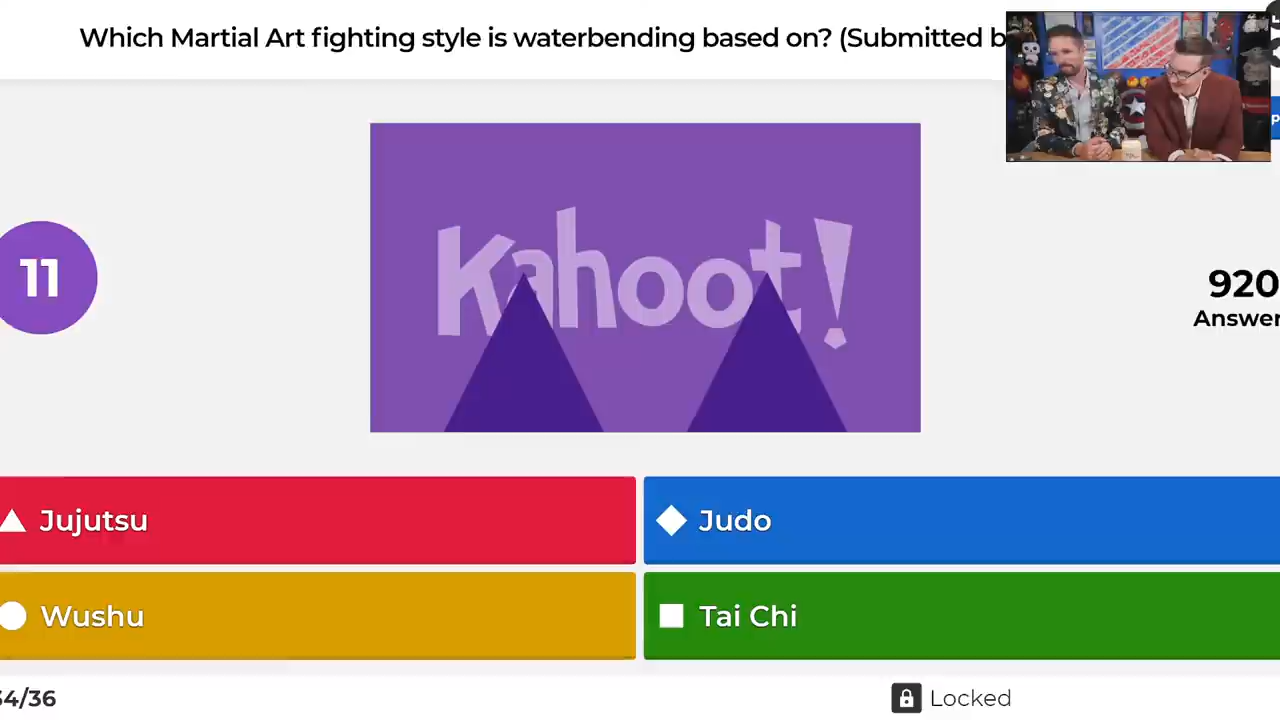 Which Martial Art fighting style is waterbending based on? (Submitted b
11
Kahoot!
920
Answer
Jujutsu
Judo
Wushu
Tai Chi
34/36
Locked